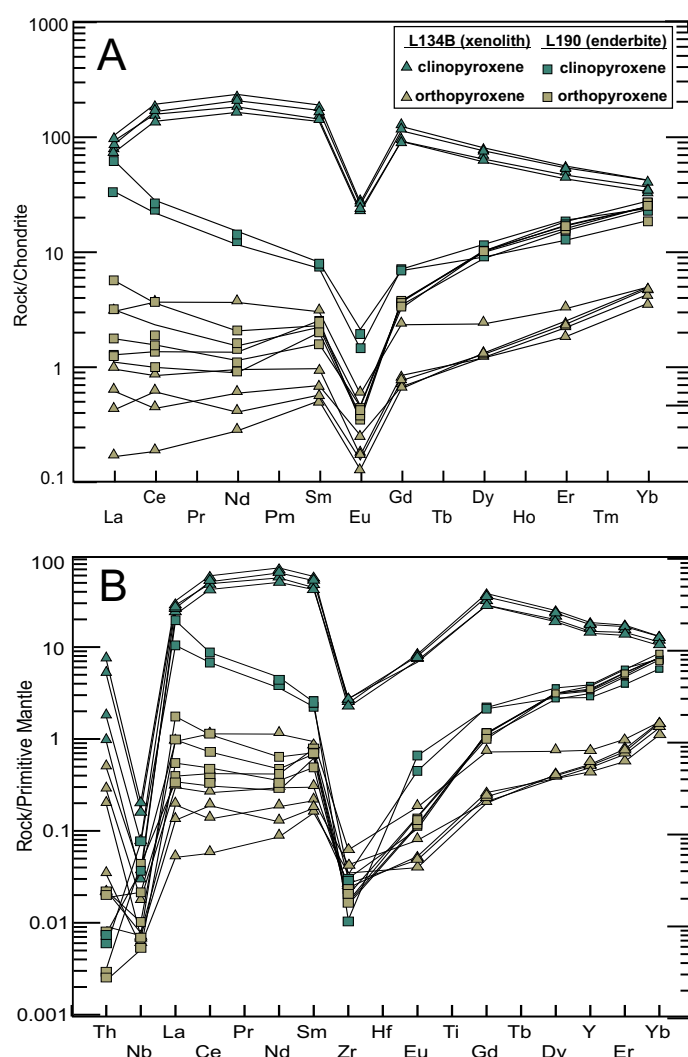 A
L134B (xenolith) L190 (enderbite)
clinopyroxene clinopyroxene
orthopyroxene orthopyroxene
1000
100
10
1
0.1
Rock/Chondrite
Ce Nd Sm Gd Dy Er Yb
La Pr Pm Eu Tb Ho Tm
B
100
10
1
0.1
0.01
0.001
Rock/Primitive Mantle
Th La Pr Sm Hf Ti Tb Y Yb
Nb Ce Nd Zr Eu Gd Dy Er